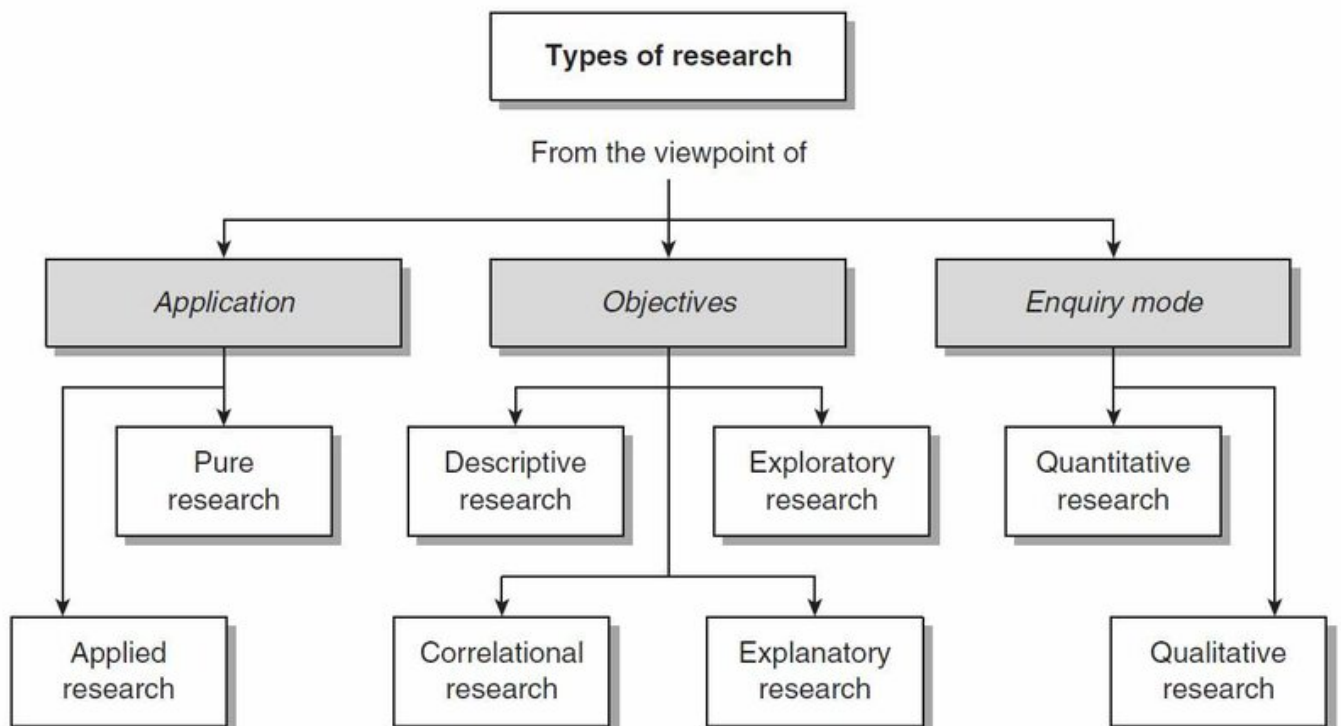 Types of research
From the viewpoint of
Application
Objectives
Enquiry mode
Pure
research
Descriptive
research
Exploratory
research
Quantitative
research
Applied
research
Correlational
research
Explanatory
research
Qualitative
research